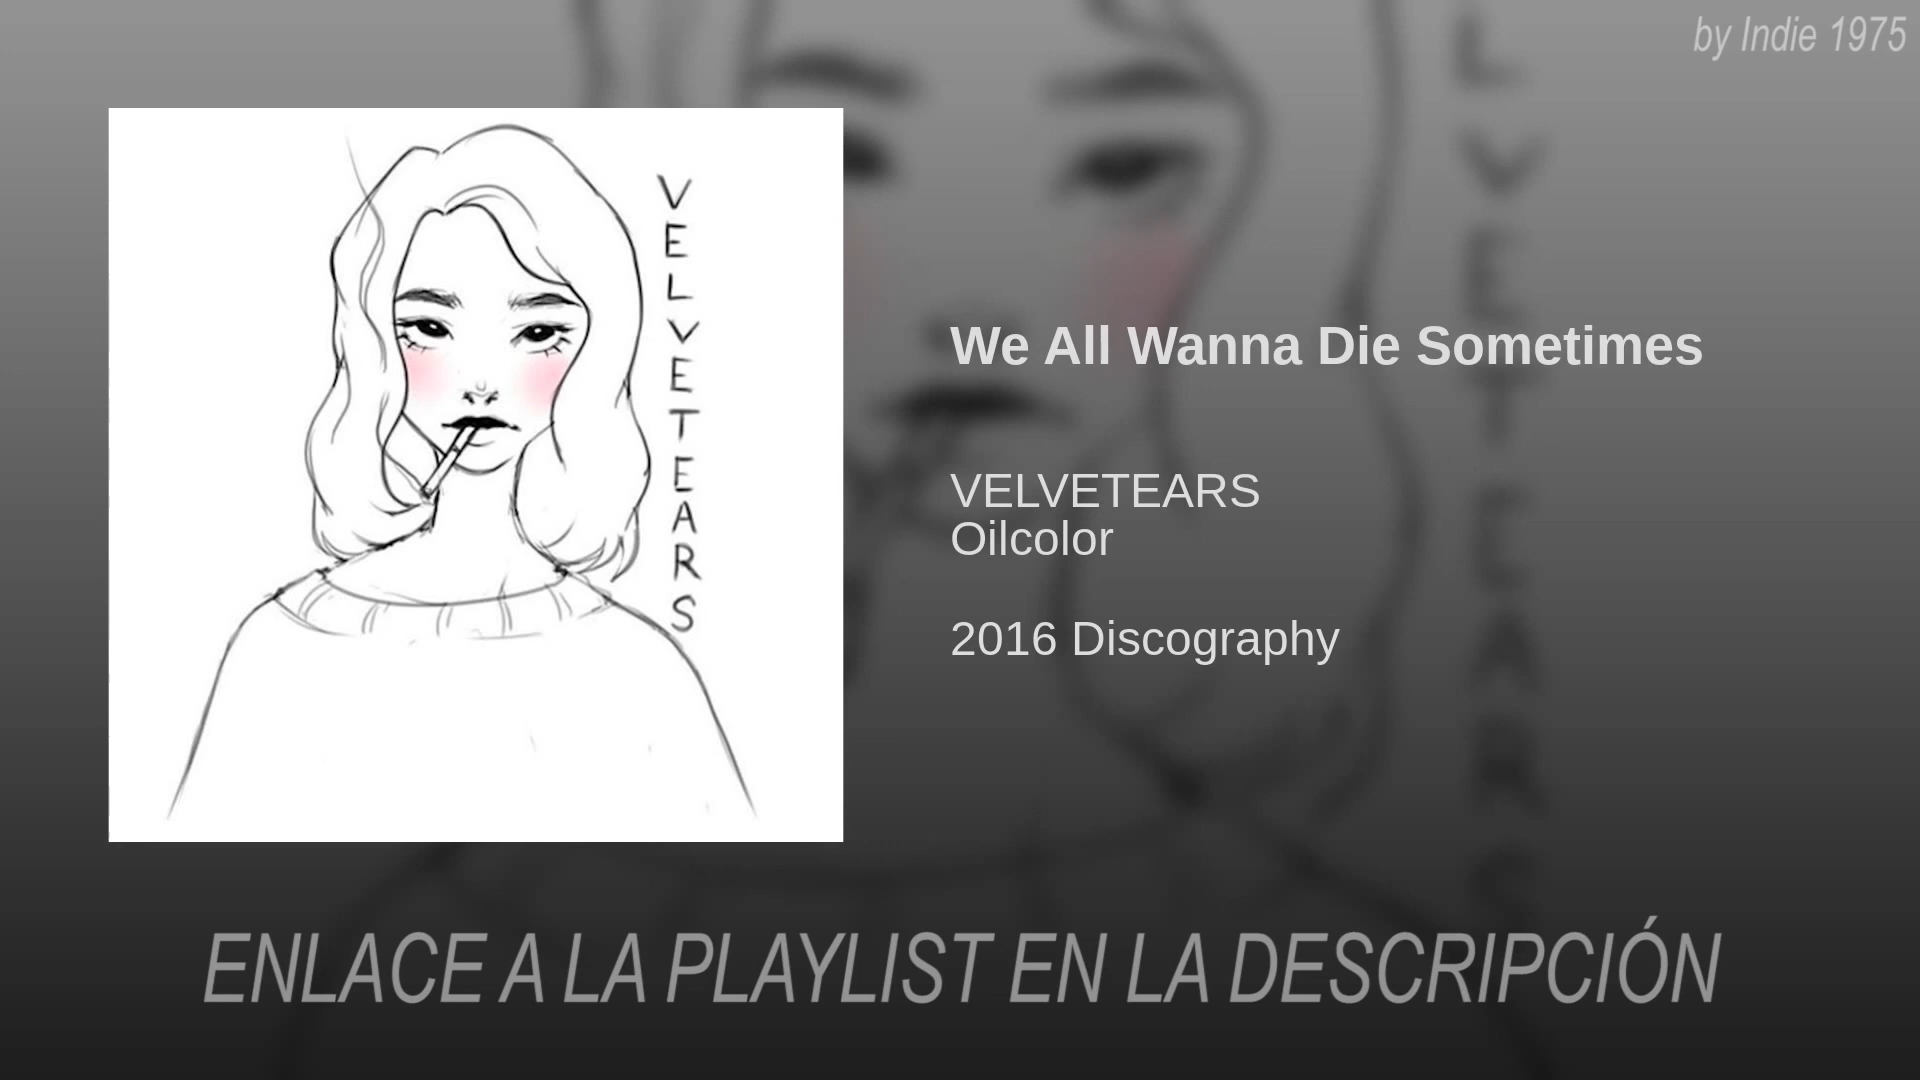 by Indie 1975
VELVETEARS
We All Wanna Die Sometimes
VELVETEARS
Oilcolor
2016 Discography
ENLACE A LA PLAYLIST EN LA DESCRIPCIÓN